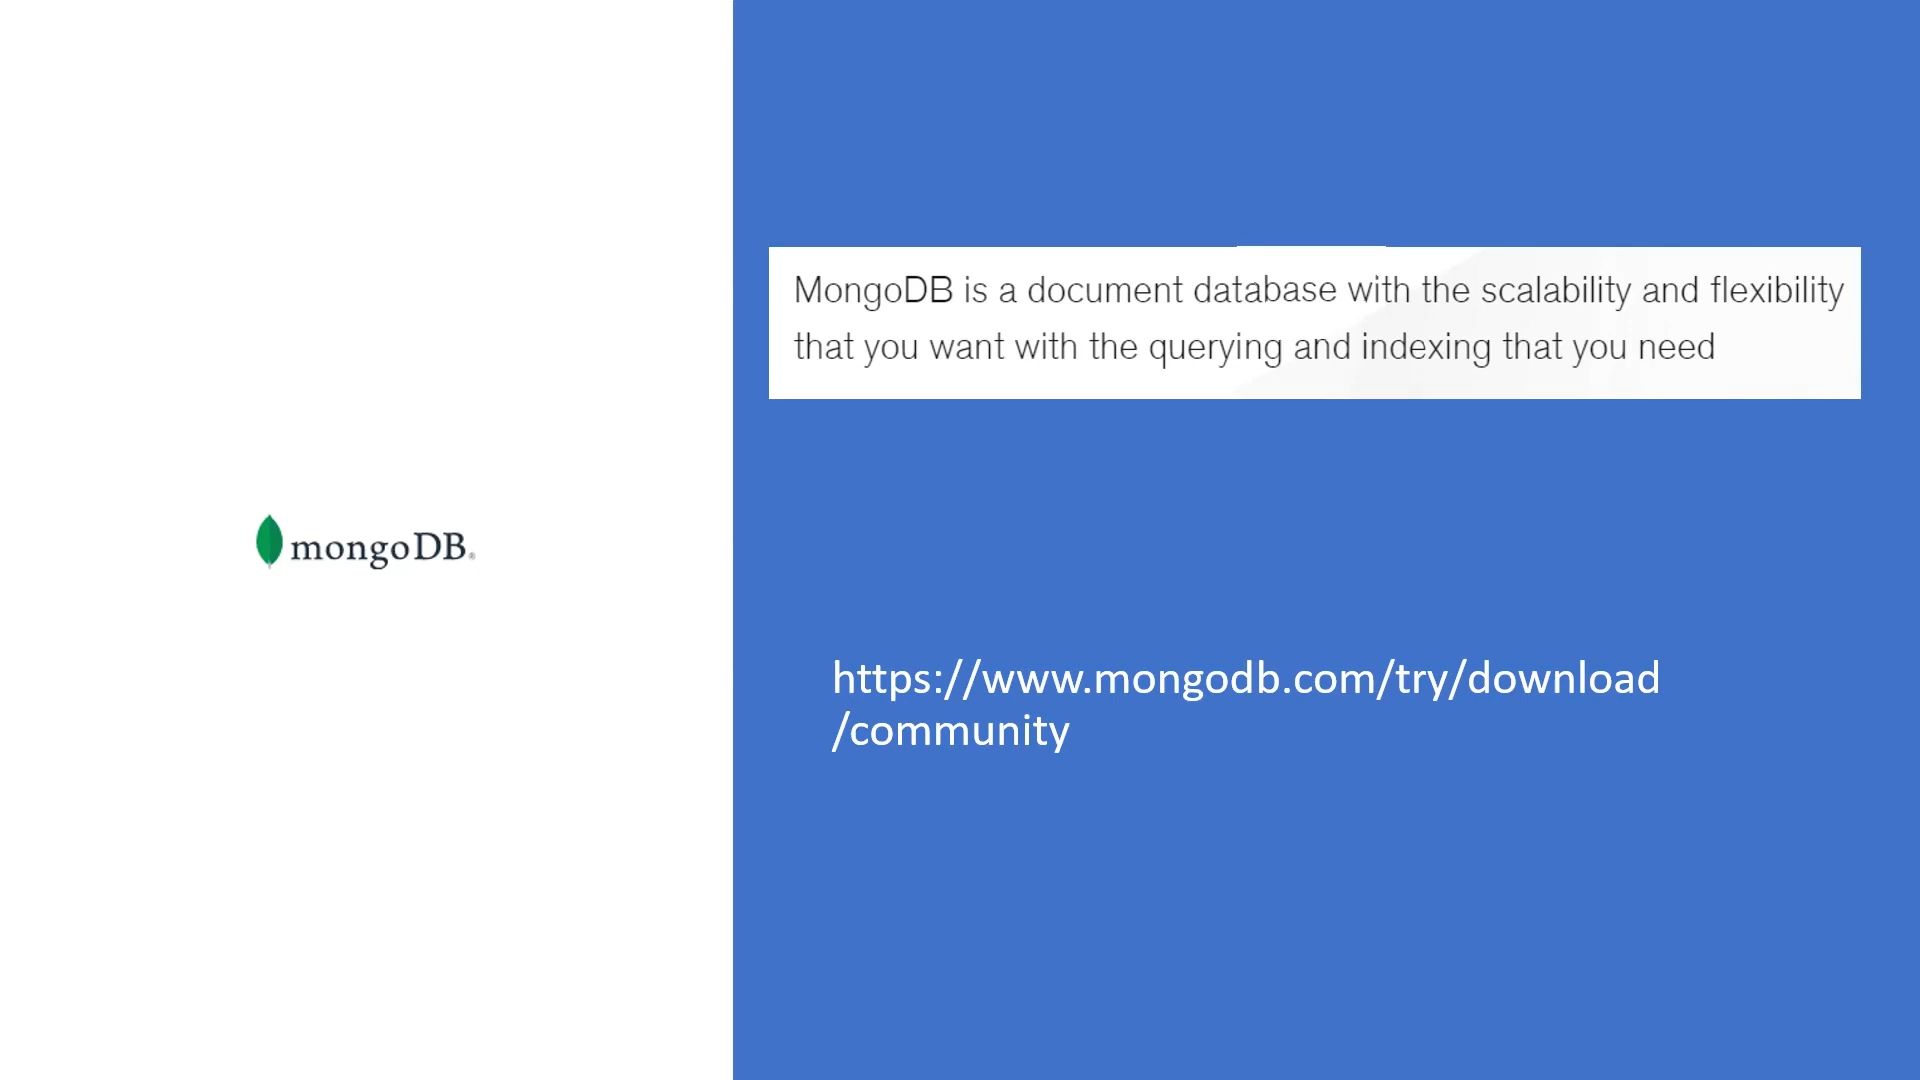 mongoDB®
MongoDB is a document database with the scalability and flexibility
that you want with the querying and indexing that you need
https://www.mongodb.com/try/download
/community